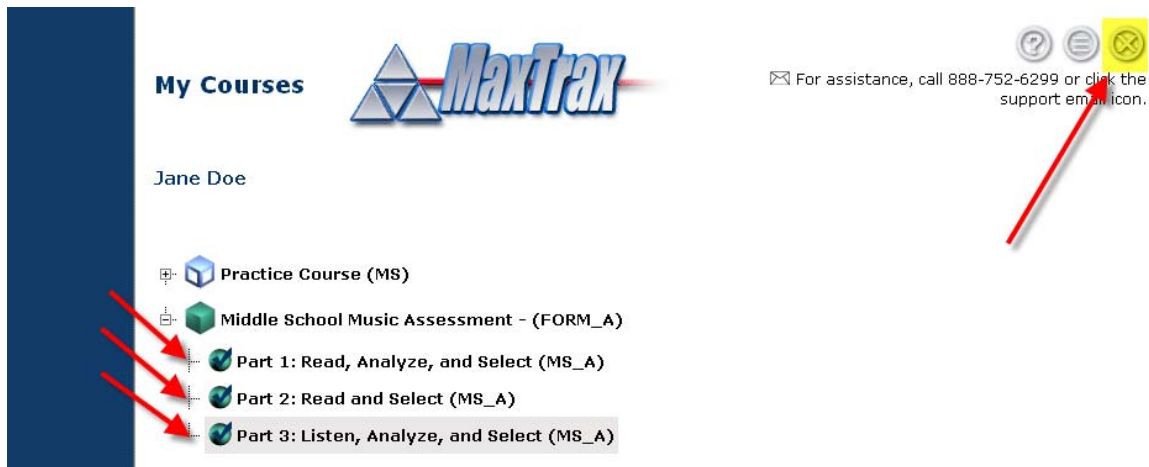 My Courses
MaxTrax
For assistance, call 888-752-6299 or click the
support email icon.
Jane Doe
Practice Course (MS)
Middle School Music Assessment - (FORM_A)
Part 1: Read, Analyze, and Select (MS_A)
Part 2: Read and Select (MS_A)
Part 3: Listen, Analyze, and Select (MS_A)